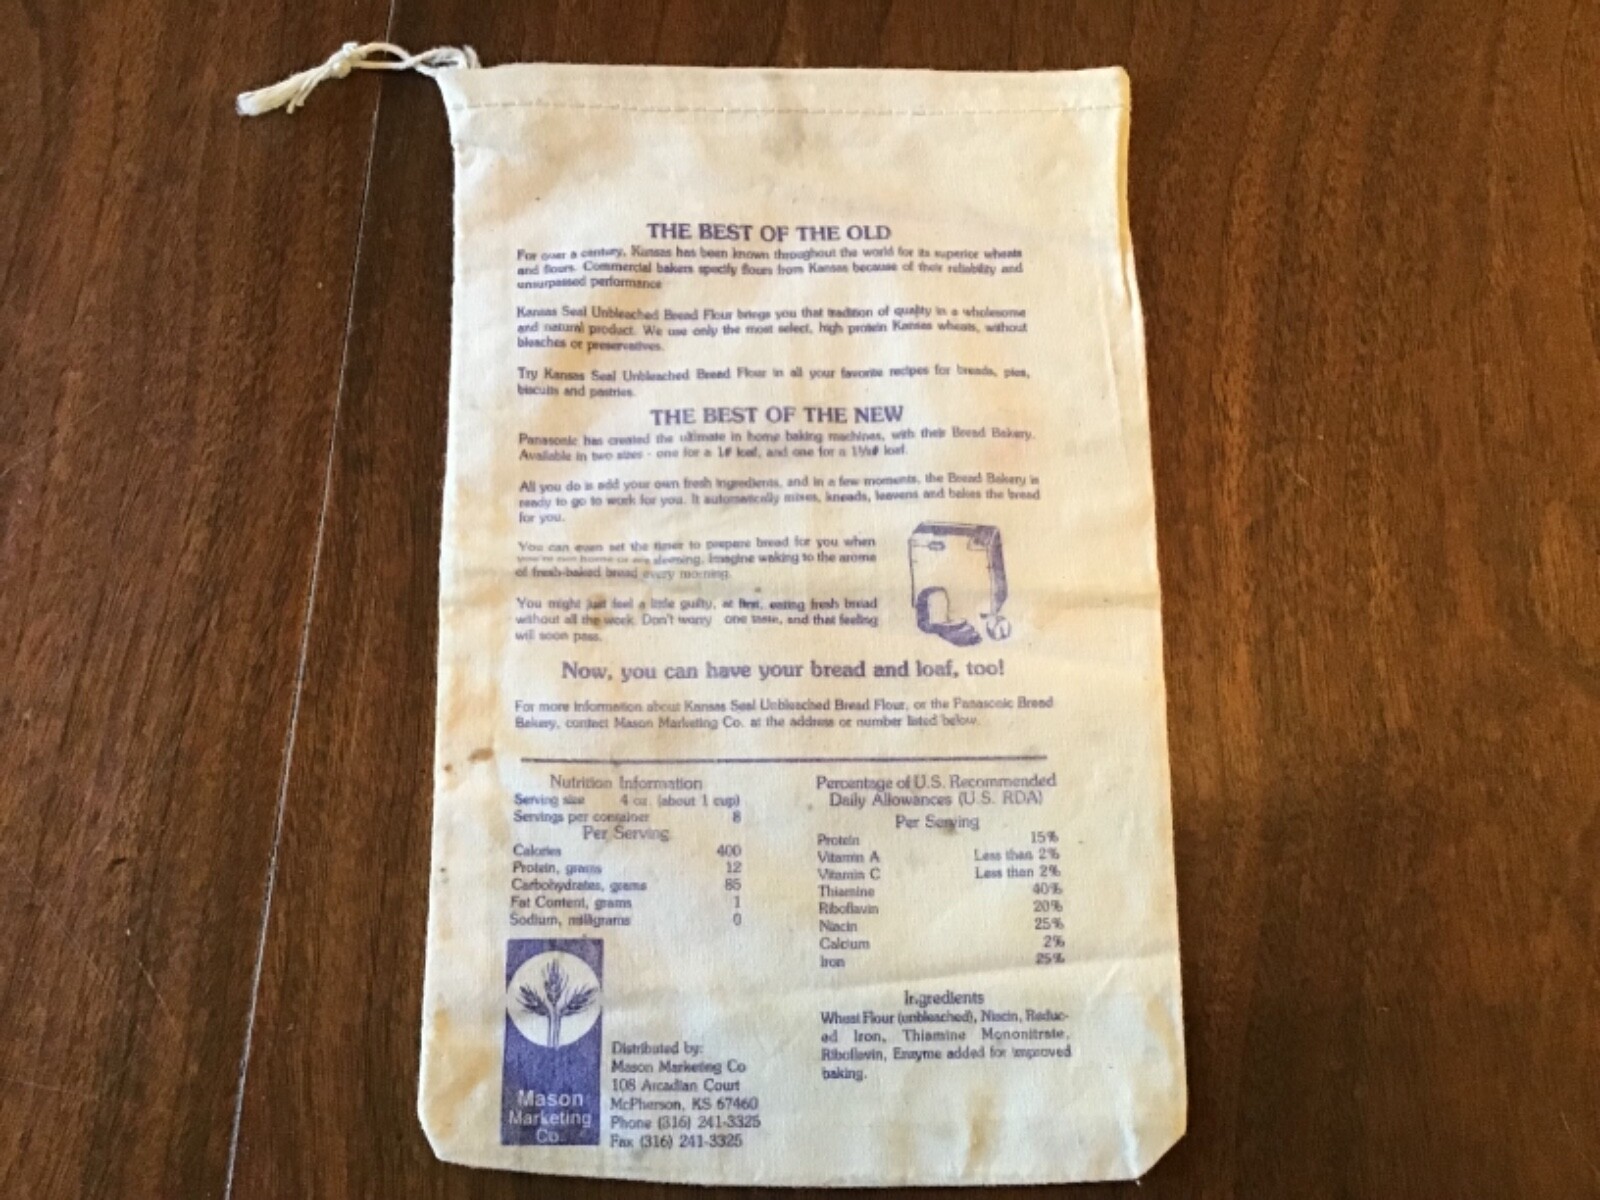 THE BEST OF THE OLD
For over a century, Kansas has been known throughout the world for its superior wheats
and flours. Commercial bakers specify flours from Kansas because of their reliability and
unsurpassed performance
Kansas Seal Unbleached Bread Flour brings you that tradition of quality in a wholesome
and natural product. We use only the most select, high protein Kansas wheats, without
bleaches or preservatives.
Try Kansas Seal Unbleached Bread Flour in all your favorite recipes for breads, pies,
biscuits and pastries.
THE BEST OF THE NEW
Panasonic has created the ultimate in home baking machines, with their Bread Bakery.
Available in two sizes - one for a 1# loaf, and one for a 1½# loaf.
All you do is add your own fresh ingredients, and in a few moments, the Bread Bakery is
ready to go to work for you. It automatically mixes, kneads, leavens and bakes the bread
for you.
You can even set the timer to prepare bread for you when
you're not home or are sleeping. Imagine waking to the aroma
of fresh-baked bread every morning.
You might just feel a little guilty, at first, eating fresh bread
without all the work. Don't worry one taste, and that feeling
will soon pass.
Now, you can have your bread and loaf, too!
For more information about Kansas Seal Unbleached Bread Flour, or the Panasonic Bread
Bakery, contact Mason Marketing Co. at the address or number listed below.
Nutrition Information
Serving size 4 oz. (about 1 cup)
Servings per container 8
Per Serving
Calories 400
Protein, grams 12
Carbohydrates, grams 85
Fat Content, grams 1
Sodium, milligrams 0
Percentage of U.S. Recommended
Daily Allowances (U.S. RDA)
Per Serving
Protein 15%
Vitamin A Less than 2%
Vitamin C Less than 2%
Thiamine 40%
Riboflavin 20%
Niacin 25%
Calcium 2%
Iron 25%
Ingredients
Wheat Flour (unbleached), Niacin, Reduc-
ed Iron, Thiamine Mononitrate,
Riboflavin, Enzyme added for improved
baking.
Mason
Marketing
Co.
Distributed by:
Mason Marketing Co
108 Arcadian Court
McPherson, KS 67460
Phone (316) 241-3325
Fax (316) 241-3325